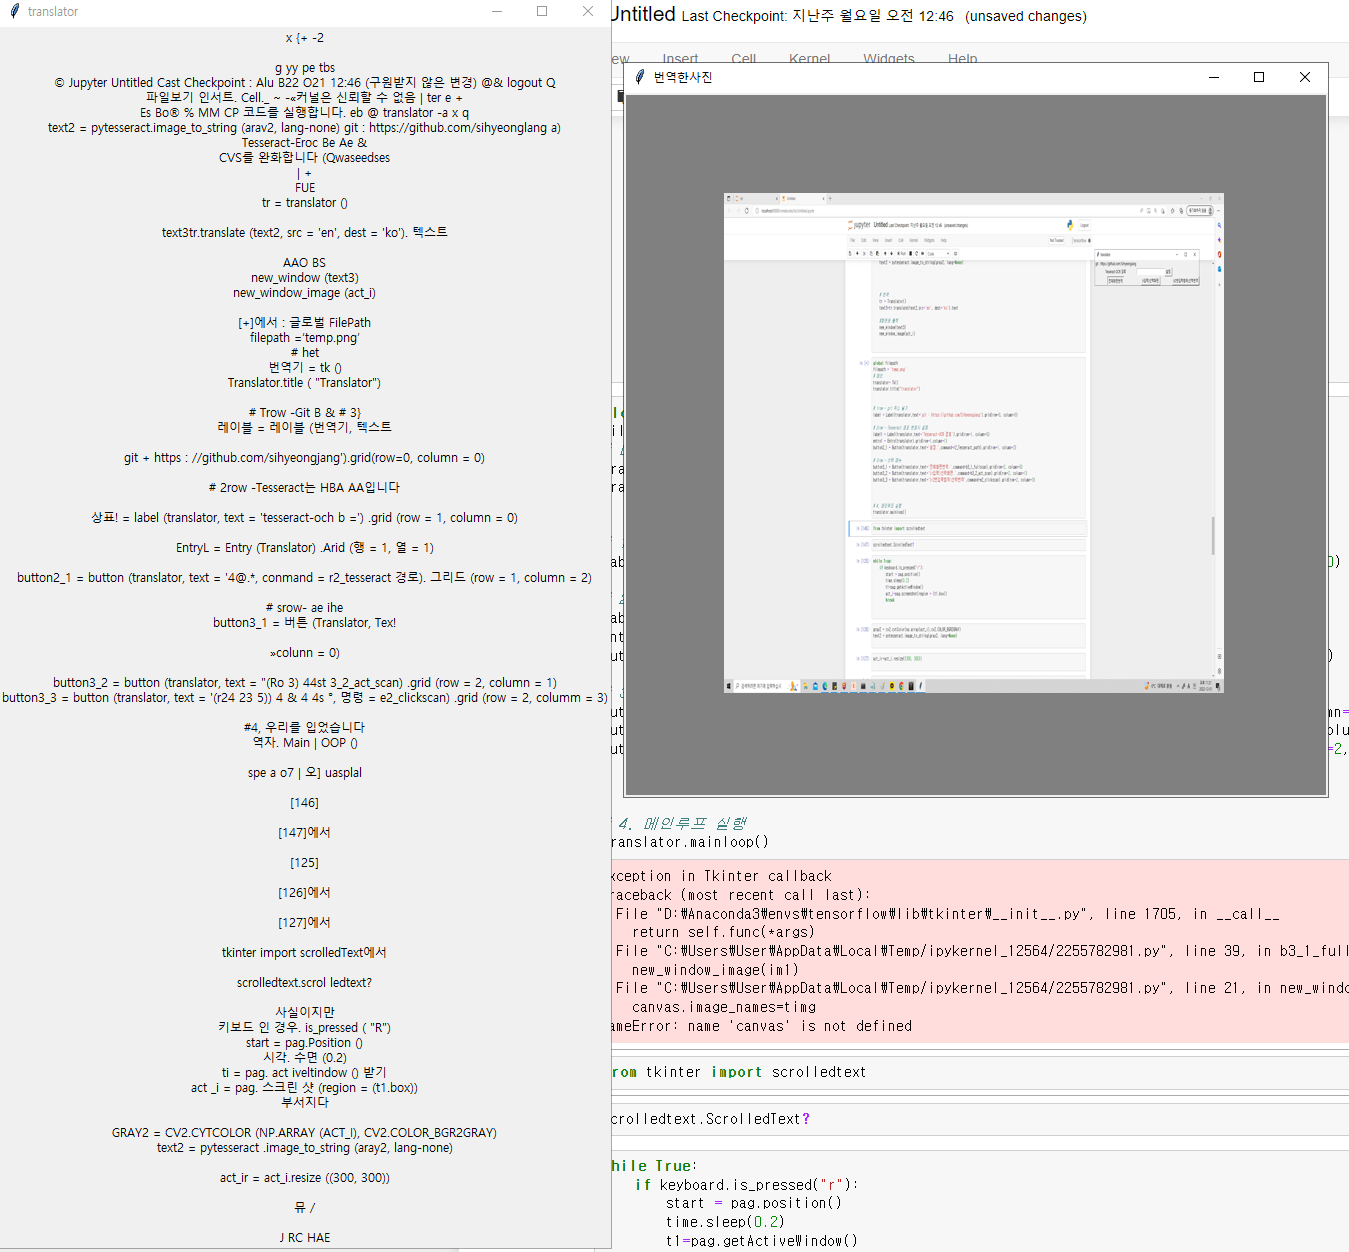 translator
x {+ -2
g yy pe tbs
© Jupyter Untitled Cast Checkpoint : Alu B22 O21 12:46 (구원받지 않은 변경) @& logout Q
파일보기 인서트. Cell._ ~ -«커널은 신뢰할 수 없음 | ter e +
Es Bo® % MM CP 코드를 실행합니다. eb @ translator -a x q
text2 = pytesseract.image_to_string (arav2, lang-none) git : https://github.com/sihyeonglang a)
Tesseract-Eroc Be Ae &
CVS를 완화합니다 (Qwaseedses
| +
FUE
tr = translator ()
text3tr.translate (text2, src = 'en', dest = 'ko'). 텍스트
AAO BS
new_window (text3)
new_window_image (act_i)
[+]에서 : 글로벌 FilePath
filepath ='temp.png'
# het
번역기 = tk ()
Translator.title ( "Translator")
# Trow -Git B & # 3}
레이블 = 레이블 (번역기, 텍스트
git + https : //github.com/sihyeongjang').grid(row=0, column = 0)
# 2row -Tesseract는 HBA AA입니다
상표! = label (translator, text = 'tesseract-och b =') .grid (row = 1, column = 0)
EntryL = Entry (Translator) .Arid (행 = 1, 열 = 1)
button2_1 = button (translator, text = '4@.*, conmand = r2_tesseract 경로). 그리드 (row = 1, column = 2)
# srow- ae ihe
button3_1 = 버튼 (Translator, Tex!
»colunn = 0)
button3_2 = button (translator, text = "(Ro 3) 44st 3_2_act_scan) .grid (row = 2, column = 1)
button3_3 = button (translator, text = '(r24 23 5)) 4 & 4 4s °, 명령 = e2_clickscan) .grid (row = 2, columm = 3)
#4, 우리를 입었습니다
역자. Main | OOP ()
spe a o7 | 오] uasplal
[146]
[147]에서
[125]
[126]에서
[127]에서
tkinter import scrolledText에서
scrolledtext.scrol ledtext?
사실이지만
키보드 인 경우. is_pressed ( "R")
start = pag.Position ()
시각. 수면 (0.2)
ti = pag. act iveltindow () 받기
act _i = pag. 스크린 샷 (region = (t1.box))
부서지다
GRAY2 = CV2.CYTCOLOR (NP.ARRAY (ACT_I), CV2.COLOR_BGR2GRAY)
text2 = pytesseract .image_to_string (aray2, lang-none)
act_ir = act_i.resize ((300, 300))
뮤 /
J RC HAE
Untitled Last Checkpoint: 지난주 월요일 오전 12:46 (unsaved changes)
ew Insert Cell Kernel Widgets Help
번역한사진
4. 메인루프 실행
ranslator.mainloop()
xception in Tkinter callback
raceback (most recent call last):
File "D:₩Anaconda3₩envs₩tensorflow₩lib₩tkinter₩__init__.py", line 1705, in __call__
return self.func(*args)
File "C:₩Users₩User₩AppData₩Local₩Temp/ipykernel_12564/2255782981.py", line 39, in b3_1_full
new_window_image(im1)
File "C:₩Users₩User₩AppData₩Local₩Temp/ipykernel_12564/2255782981.py", line 21, in new_windo
canvas.image_names=timg
ameError: name 'canvas' is not defined
rom tkinter import scrolledtext
crolledtext.ScrolledText?
hile True:
if keyboard.is_pressed("r"):
start = pag.position()
time.sleep(0.2)
t1=pag.getActiveWindow()